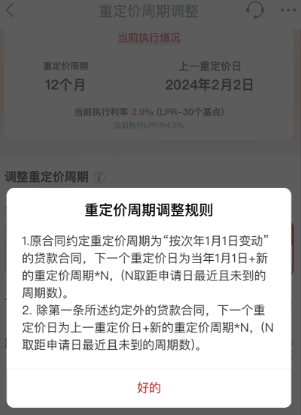 重定价周期调整
当前执行情况
重定价周期
上一重定价日
12个月
2024年2月2日
当前执行利率 3.9% (LPR-30个基点)
当前执行LPR为4.2%
调整重定价周期
重定价周期调整规则
1.原合同约定重定价周期为“按次年1月1日变动”
的贷款合同，下一个重定价日为当年1月1日+新
的重定价周期*N，（N取距申请日最近且未到的
周期数）。
2. 除第一条所述约定外的贷款合同，下一个重
定价日为上一重定价日+新的重定价周期*N，（N
取距申请日最近且未到的周期数）。
好的